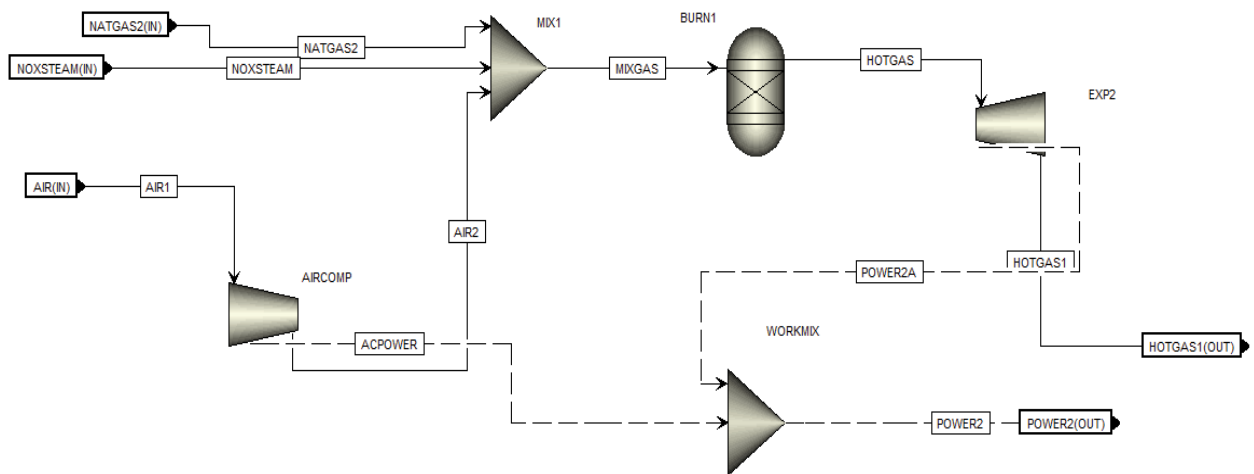 NATGAS2(IN)
MIX1
BURN1
NATGAS2
NOXSTEAM(IN)
NOXSTEAM
MIXGAS
HOTGAS
EXP2
AIR(IN)
AIR1
AIR2
AIRCOMP
HOTGAS1
POWER2A
WORKMIX
ACPOWER
HOTGAS1(OUT)
POWER2
POWER2(OUT)